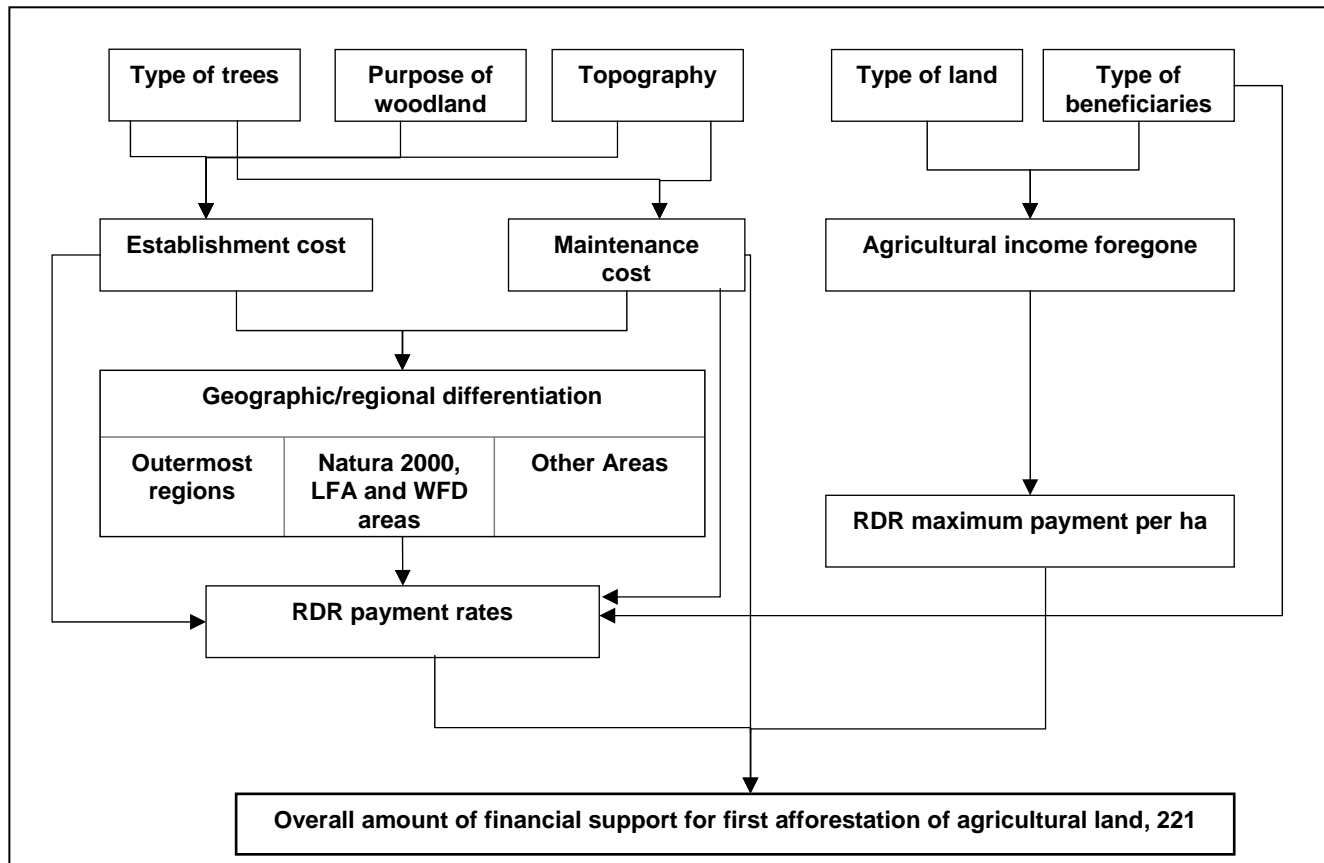 Type of trees
Purpose of
woodland
Topography
Type of land
Type of
beneficiaries
Establishment cost
Maintenance
cost
Agricultural income foregone
Geographic/regional differentiation
Outermost
regions
Natura 2000,
LFA and WFD
areas
Other Areas
RDR maximum payment per ha
RDR payment rates
Overall amount of financial support for first afforestation of agricultural land, 221